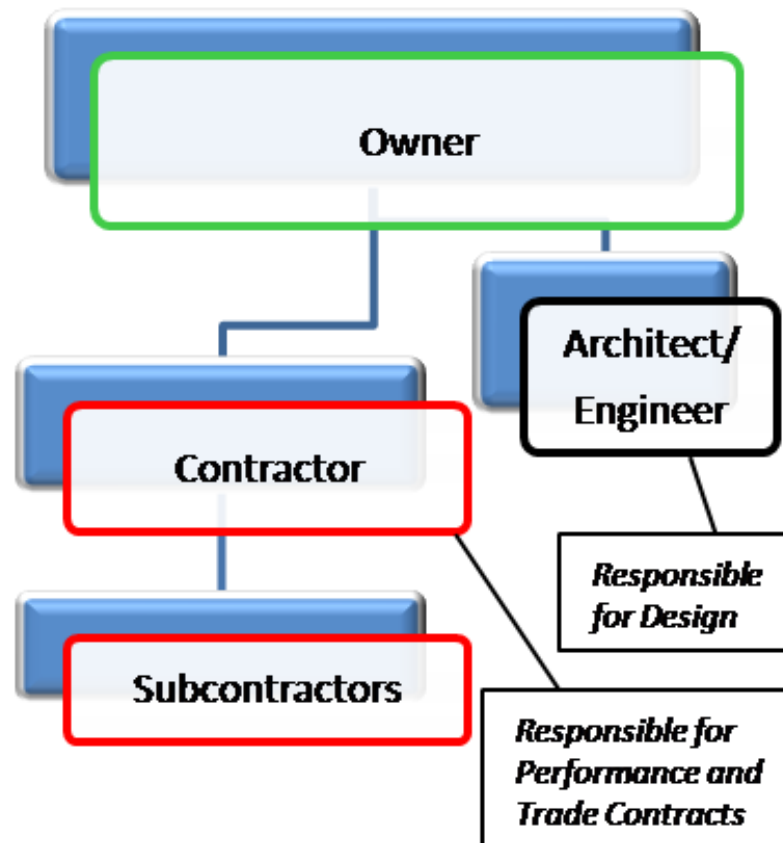 Owner
Architect/
Engineer
Contractor
Responsible
for Design
Subcontractors
Responsible for
Performance and
Trade Contracts